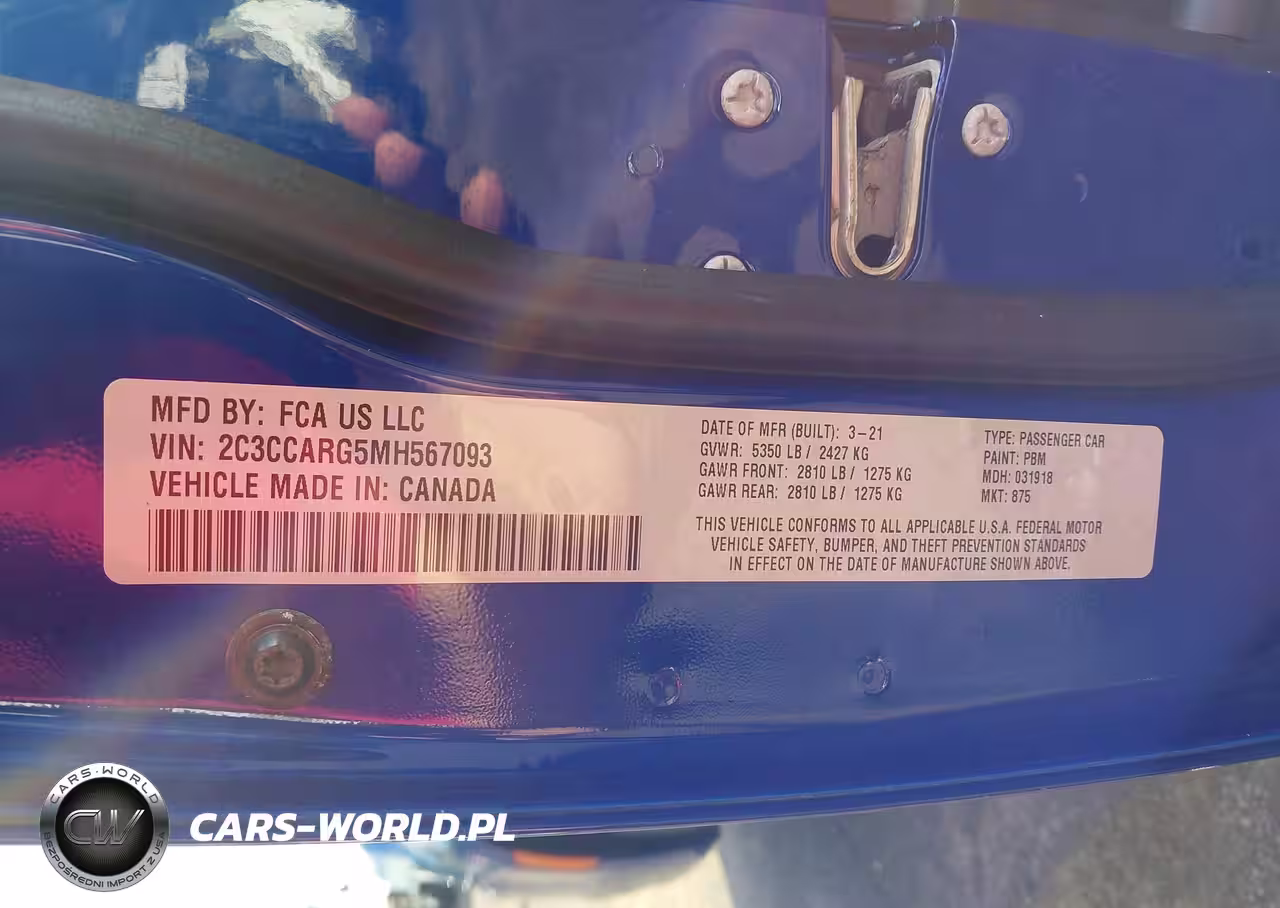 MFD BY: FCA US LLC
VIN: 2C3CCARG5MH567093
VEHICLE MADE IN: CANADA
DATE OF MFR (BUILT): 3-21
GVWR: 5350 LB / 2427 KG
GAWR FRONT: 2810 LB / 1275 KG
GAWR REAR: 2810 LB / 1275 KG
TYPE: PASSENGER CAR
PAINT: PBM
MDH: 031918
MKT: 875
THIS VEHICLE CONFORMS TO ALL APPLICABLE U.S.A. FEDERAL MOTOR
VEHICLE SAFETY, BUMPER, AND THEFT PREVENTION STANDARDS
IN EFFECT ON THE DATE OF MANUFACTURE SHOWN ABOVE.
CARS-WORLD
CW
BEZPOŚREDNI IMPORT Z USA
CARS-WORLD.PL